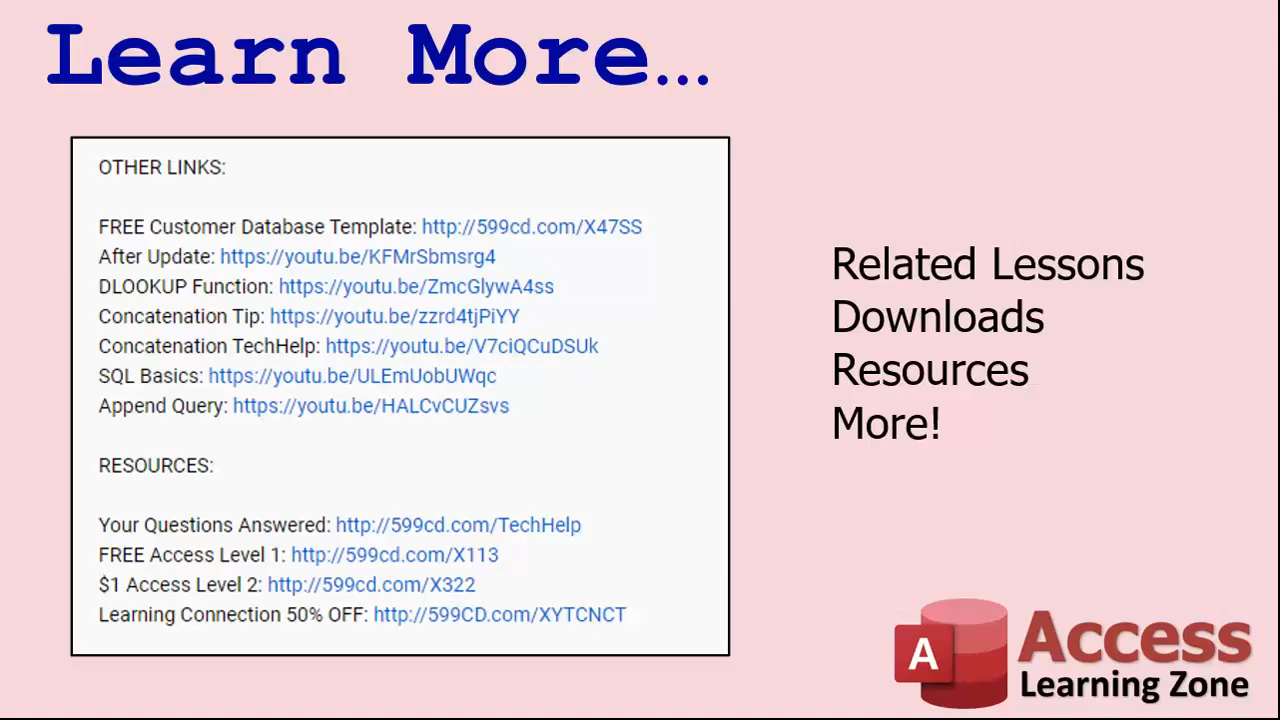 Learn More...
OTHER LINKS:
FREE Customer Database Template: http://599cd.com/X47SS
After Update: https://youtu.be/KFMrSbmsrg4
DLOOKUP Function: https://youtu.be/ZmcGlywA4ss
Concatenation Tip: https://youtu.be/zzrd4tjPiYY
Concatenation TechHelp: https://youtu.be/V7ciQCuDSUk
SQL Basics: https://youtu.be/ULEmUobUWqc
Append Query: https://youtu.be/HALCvCUZsvs
RESOURCES:
Your Questions Answered: http://599cd.com/TechHelp
FREE Access Level 1: http://599cd.com/X113
$1 Access Level 2: http://599cd.com/X322
Learning Connection 50% OFF: http://599CD.com/XYTCNCT
Related Lessons
Downloads
Resources
More!
A
Access
Learning Zone